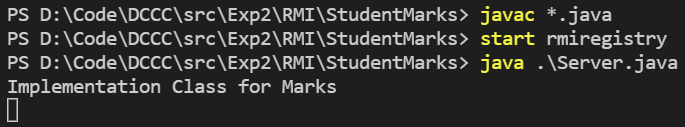 PS D:\Code\DCCC\src\Exp2\RMI\StudentMarks> javac *.java
PS D:\Code\DCCC\src\Exp2\RMI\StudentMarks> start rmiregistry
PS D:\Code\DCCC\src\Exp2\RMI\StudentMarks> java .\Server.java
Implementation Class for Marks